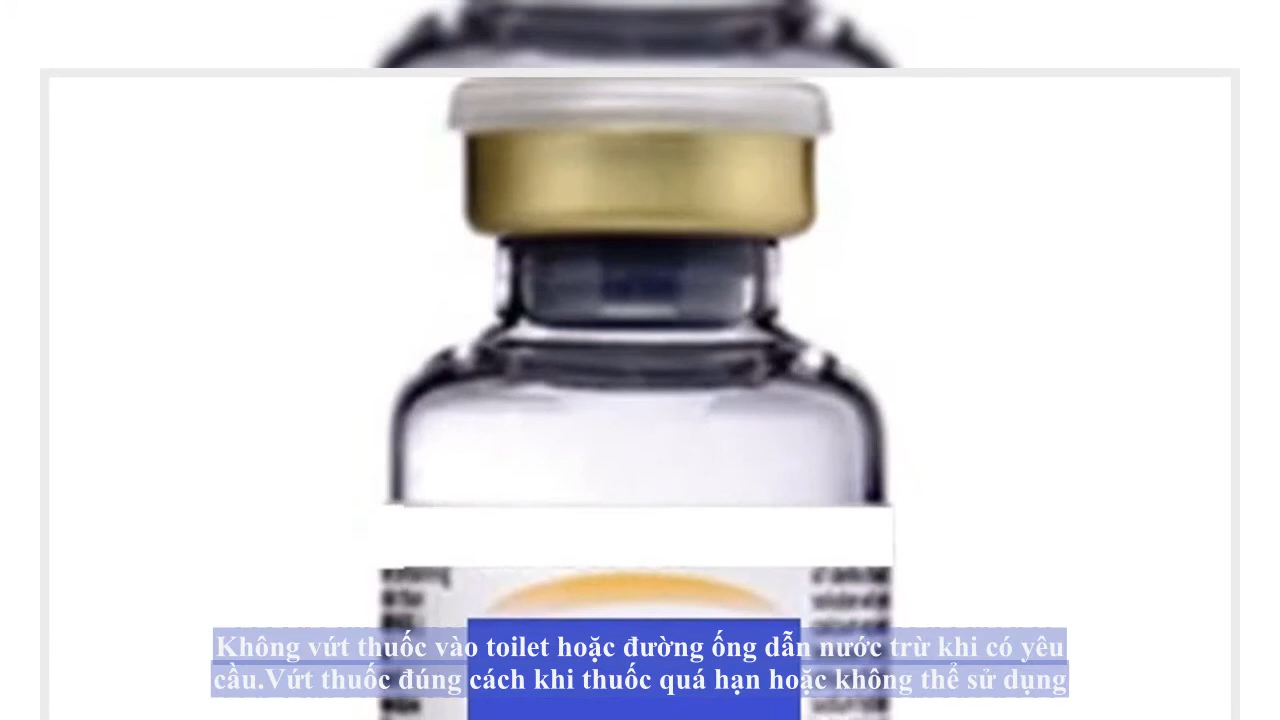 Không vứt thuốc vào toilet hoặc đường ống dẫn nước trừ khi có yêu
cầu.Vứt thuốc đúng cách khi thuốc quá hạn hoặc không thể sử dụng